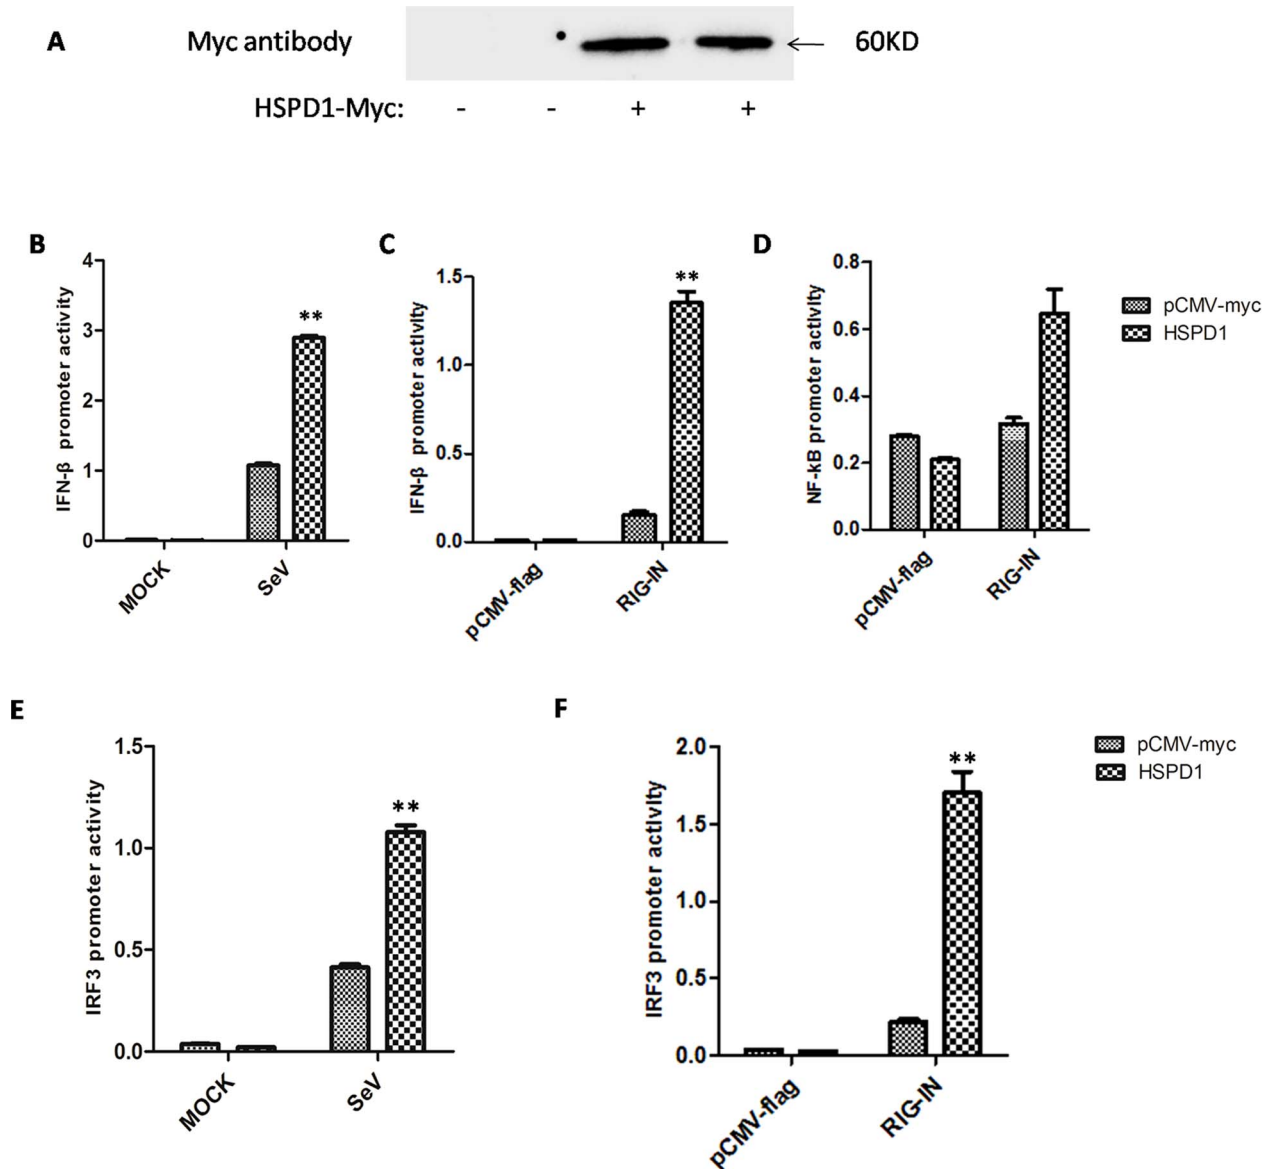 A
Myc antibody
60KD
HSPD1-Myc: - - + +
B
IFN-β promoter activity
4
3
2
1
0
**
MOCK
SeV
C
IFN-β promoter activity
1.5
1.0
0.5
0.0
**
pCMV-flag
RIG-IN
D
NF-kB promoter activity
0.8
0.6
0.4
0.2
0.0
pCMV-flag
RIG-IN
pCMV-myc
HSPD1
E
IRF3 promoter activity
1.5
1.0
0.5
0.0
**
MOCK
SeV
F
IRF3 promoter activity
2.0
1.5
1.0
0.5
0.0
**
pCMV-flag
RIG-IN
pCMV-myc
HSPD1